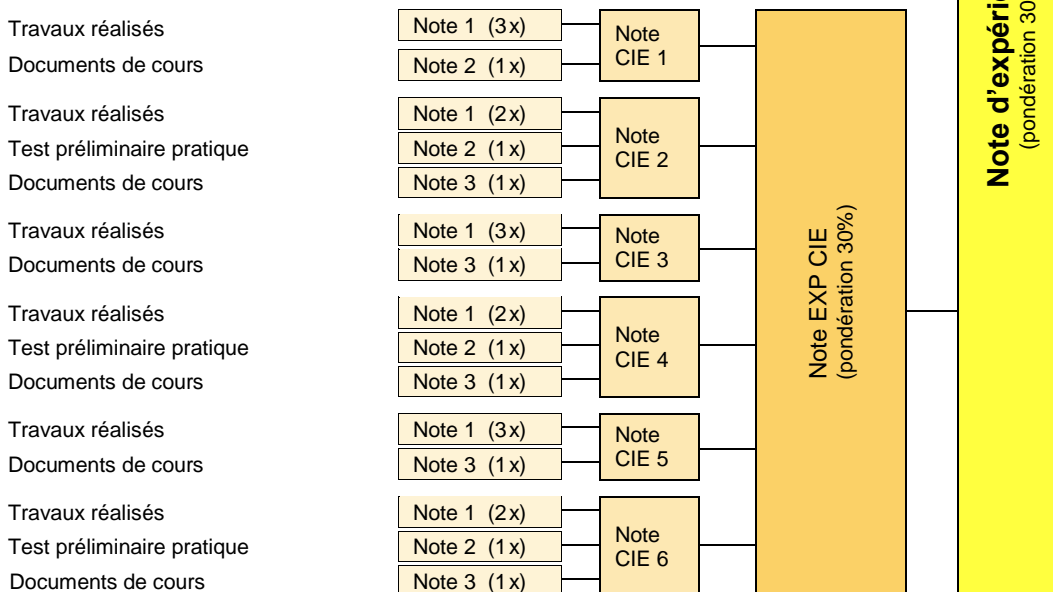 Travaux réalisés
Note 1 (3x)
Documents de cours
Note 2 (1x)
Note
CIE 1
Travaux réalisés
Note 1 (2x)
Test préliminaire pratique
Note 2 (1x)
Documents de cours
Note 3 (1x)
Note
CIE 2
Travaux réalisés
Note 1 (3x)
Documents de cours
Note 3 (1x)
Note
CIE 3
Travaux réalisés
Note 1 (2x)
Test préliminaire pratique
Note 2 (1x)
Documents de cours
Note 3 (1x)
Note
CIE 4
Travaux réalisés
Note 1 (3x)
Documents de cours
Note 3 (1x)
Note
CIE 5
Travaux réalisés
Note 1 (2x)
Test préliminaire pratique
Note 2 (1x)
Documents de cours
Note 3 (1x)
Note
CIE 6
Note EXP CIE
(pondération 30%)
Note d'expéri
(pondération 30